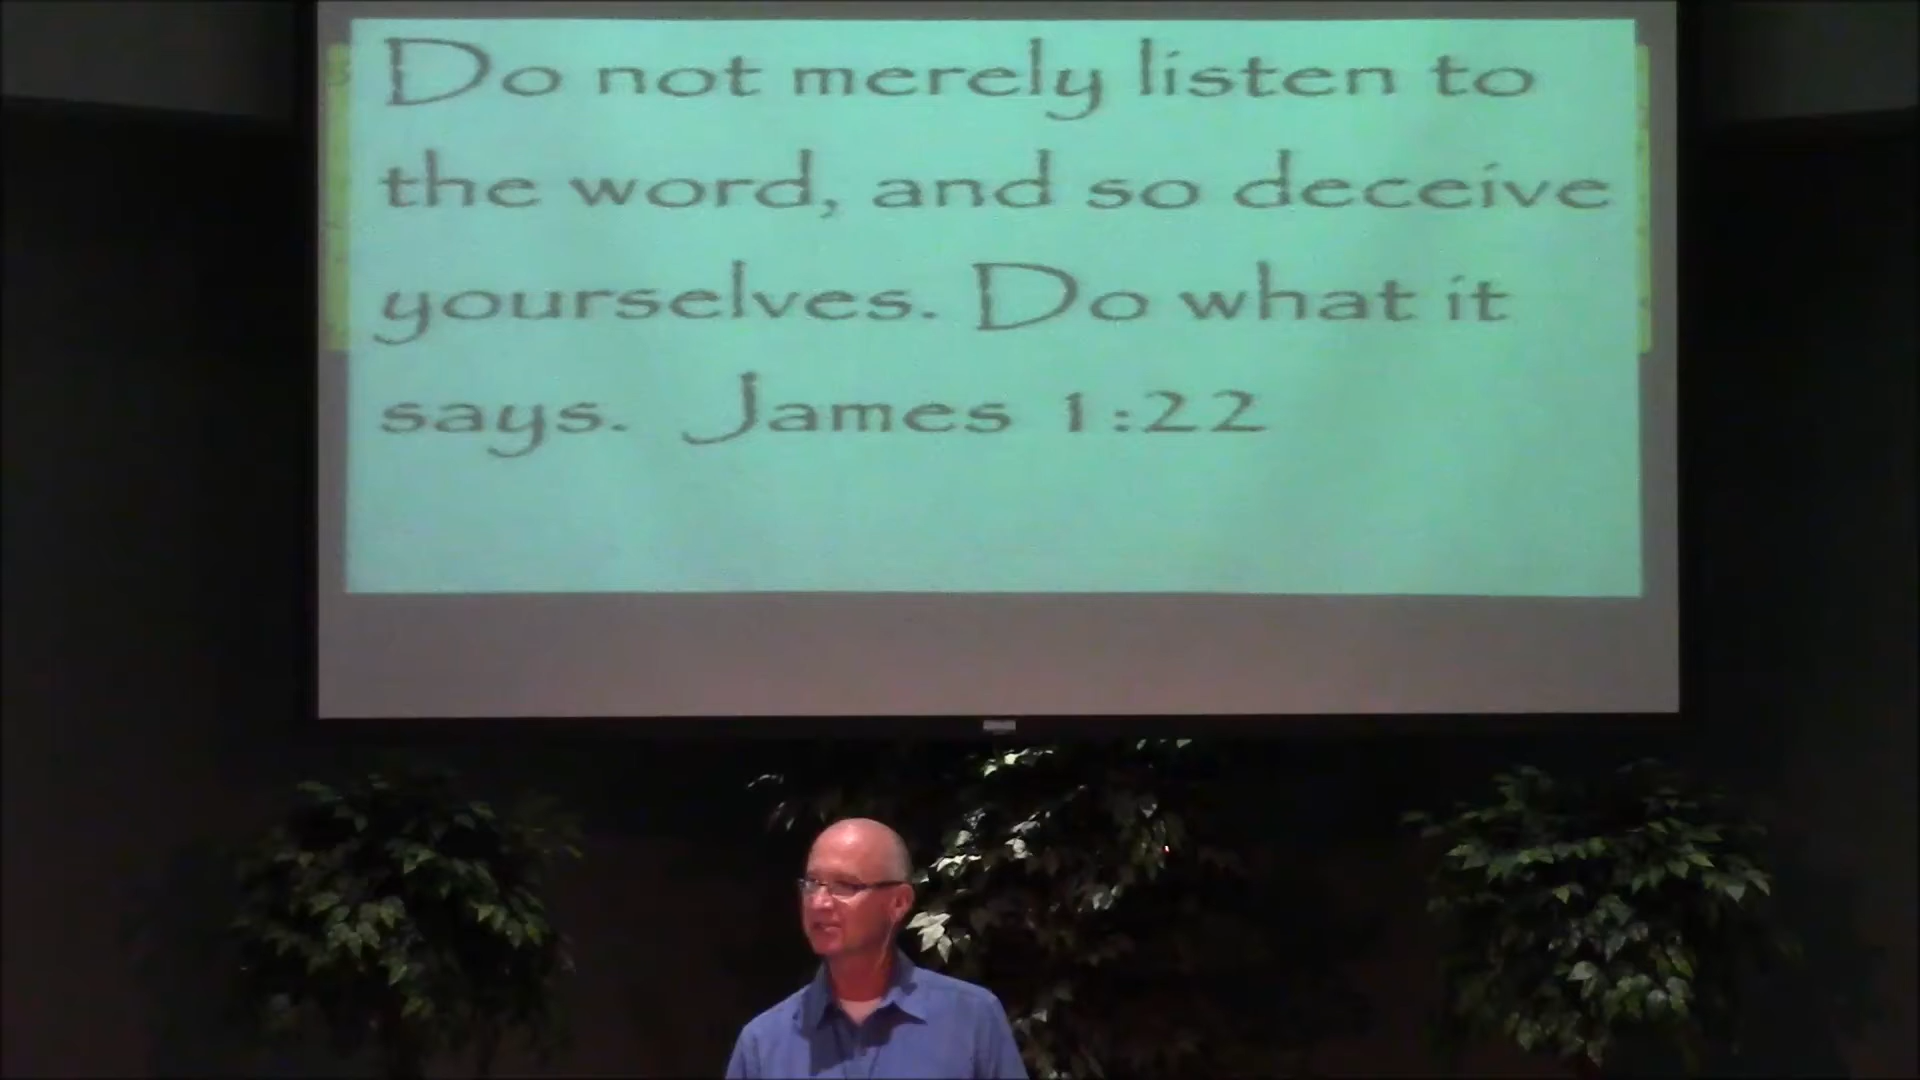 Do not merely listen to
the word, and so deceive
yourselves. Do what it
says. James 1:22